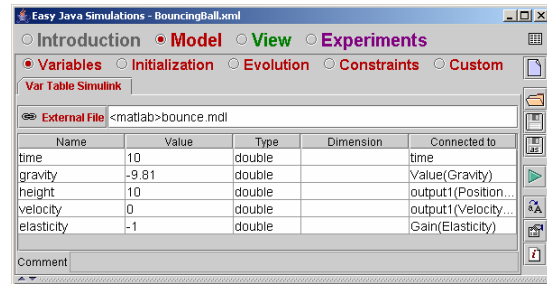 Easy Java Simulations - BouncingBall.xml
Introduction Model View Experiments
Variables Initialization Evolution Constraints Custom
Var Table Simulink
External File <matlab>bounce.mdl
Name Value Type Dimension Connected to
time 10 double time
gravity -9.81 double Value(Gravity)
height 10 double output1(Position...
velocity 0 double output1(Velocity...
elasticity -1 double Gain(Elasticity)
Comment